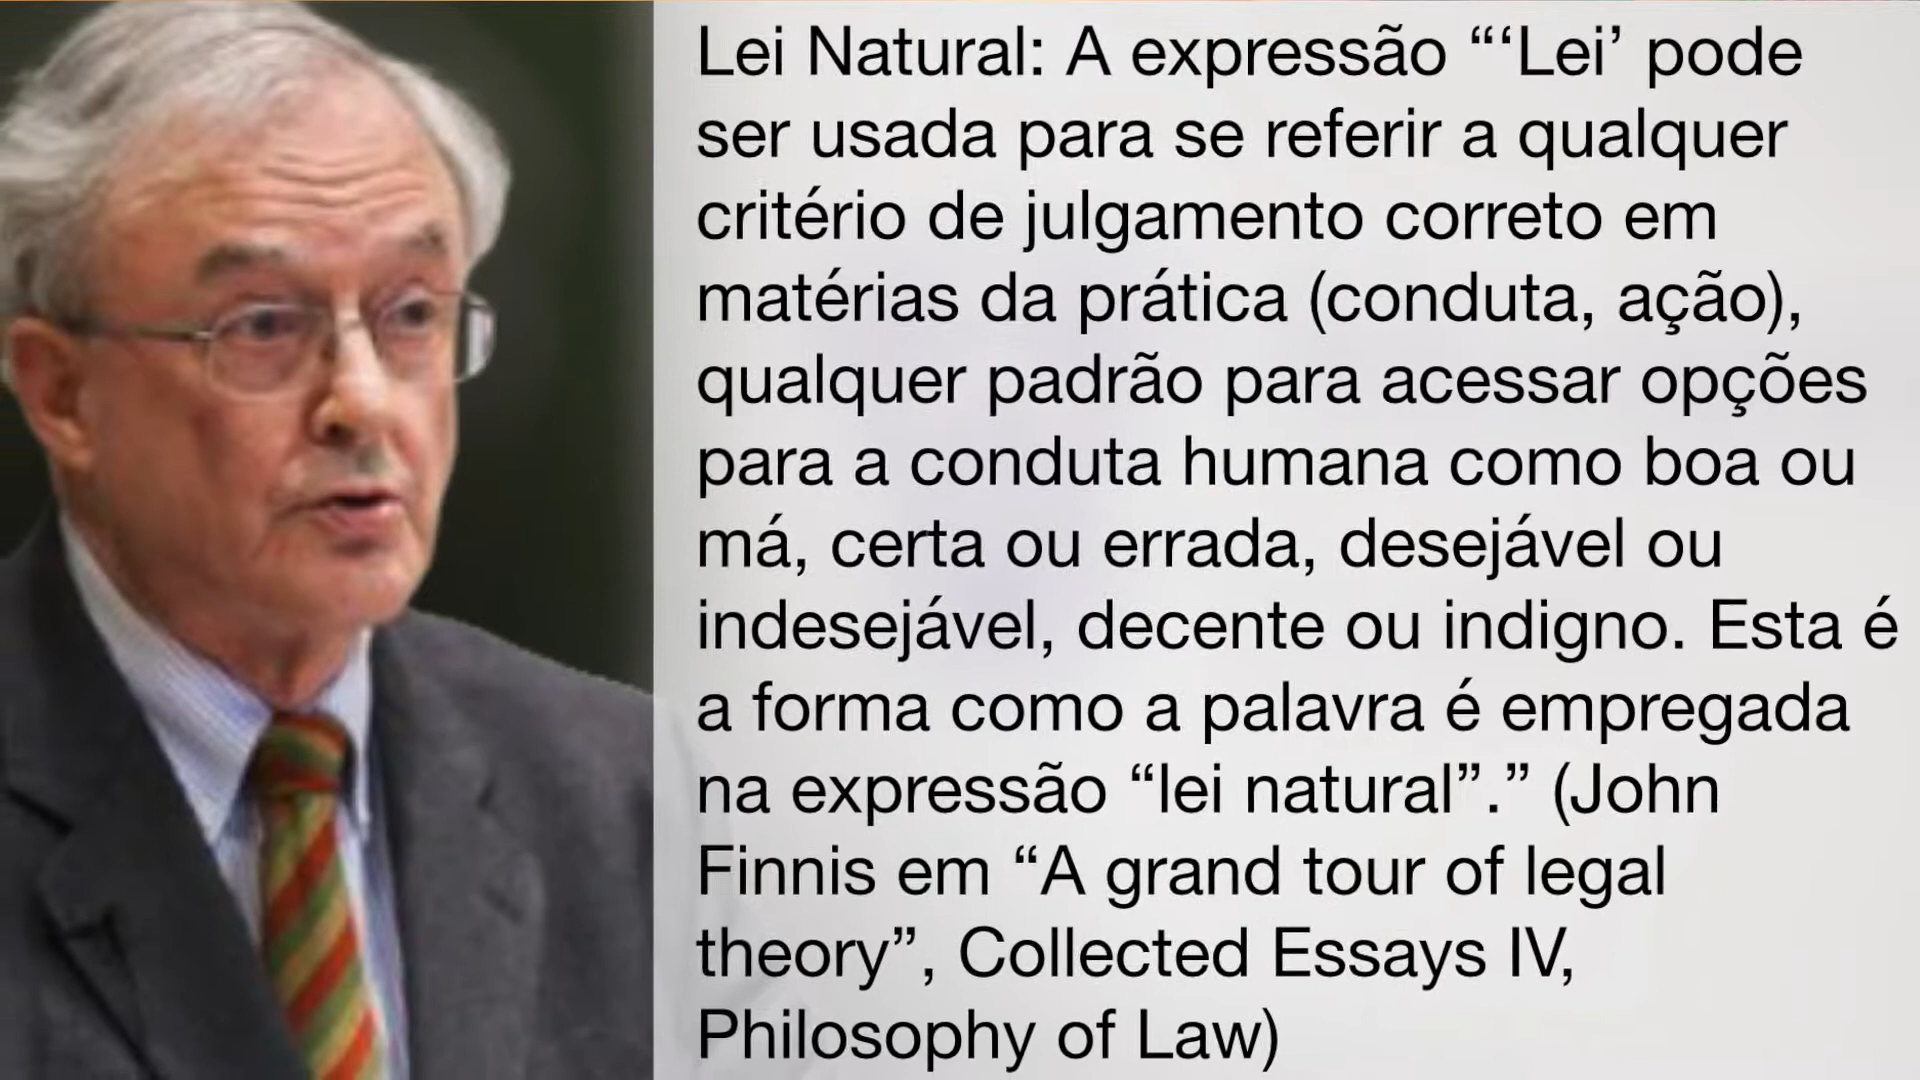 Lei Natural: A expressão “‘Lei’ pode
ser usada para se referir a qualquer
critério de julgamento correto em
matérias da prática (conduta, ação),
qualquer padrão para acessar opções
para a conduta humana como boa ou
má, certa ou errada, desejável ou
indesejável, decente ou indigno. Esta é
a forma como a palavra é empregada
na expressão “lei natural”.” (John
Finnis em “A grand tour of legal
theory”, Collected Essays IV,
Philosophy of Law)